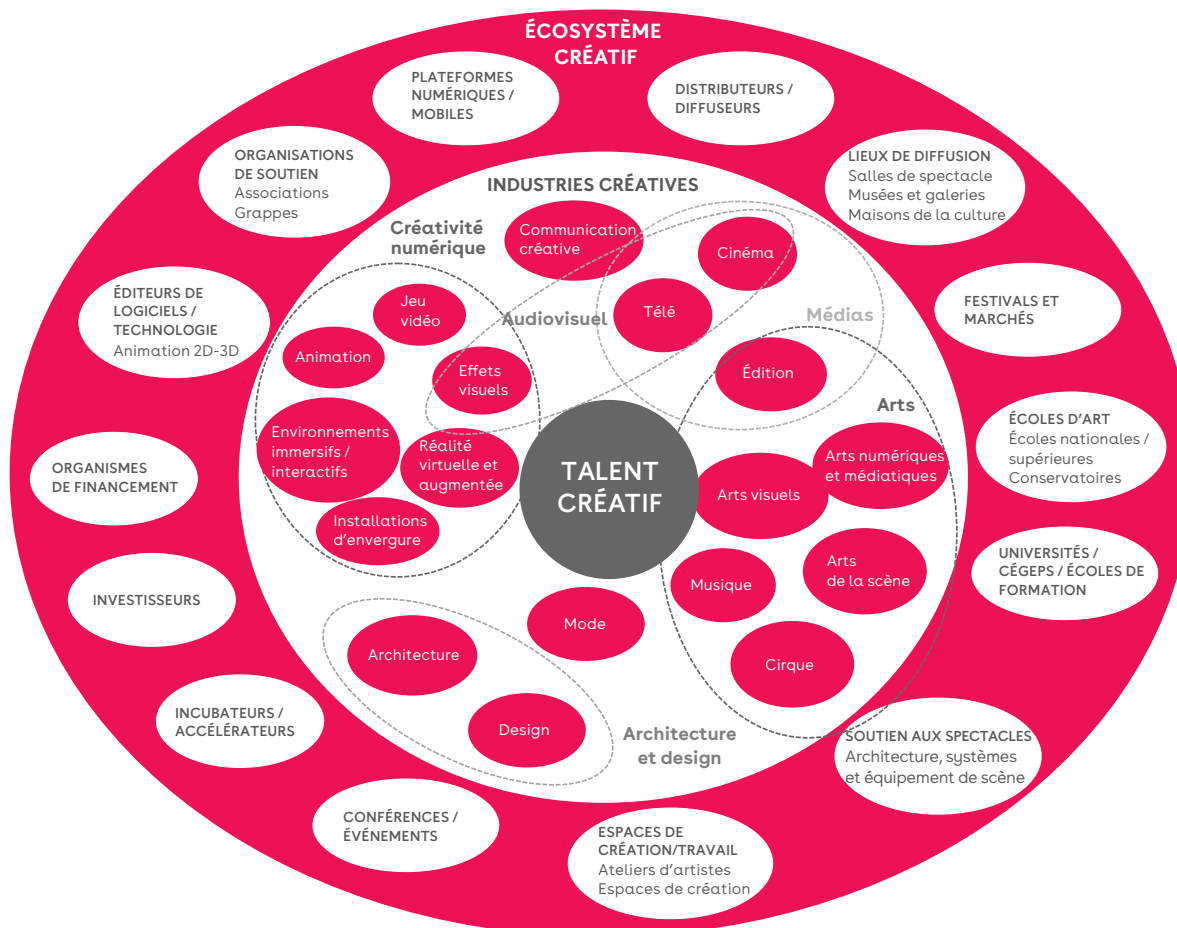 ÉCOSYSTÈME
CRÉATIF
PLATEFORMES
NUMÉRIQUES /
MOBILES
DISTRIBUTEURS /
DIFFUSEURS
ORGANISATIONS
DE SOUTIEN
Associations
Grappes
LIEUX DE DIFFUSION
Salles de spectacle
Musées et galeries
Maisons de la culture
INDUSTRIES CRÉATIVES
Créativité
numérique
Communication
créative
Cinéma
ÉDITEURS DE
LOGICIELS /
TECHNOLOGIE
Animation 2D-3D
Jeu
vidéo
Audiovisuel
Télé
Médias
FESTIVALS ET
MARCHÉS
Animation
Effets
visuels
Édition
Arts
ÉCOLES D'ART
Écoles nationales /
supérieures
Conservatoires
ORGANISMES
DE FINANCEMENT
Environnements
immersifs /
interactifs
Réalité
virtuelle et
augmentée
TALENT
CRÉATIF
Arts visuels
Arts numériques
et médiatiques
Installations
d'envergure
UNIVERSITÉS /
CÉGEPS / ÉCOLES DE
FORMATION
INVESTISSEURS
Musique
Arts
de la scène
Mode
Architecture
Cirque
INCUBATEURS /
ACCÉLÉRATEURS
Design
Architecture
et design
SOUTIEN AUX SPECTACLES
Architecture, systèmes
et équipement de scène
CONFÉRENCES /
ÉVÉNEMENTS
ESPACES DE
CRÉATION/TRAVAIL
Ateliers d'artistes
Espaces de création